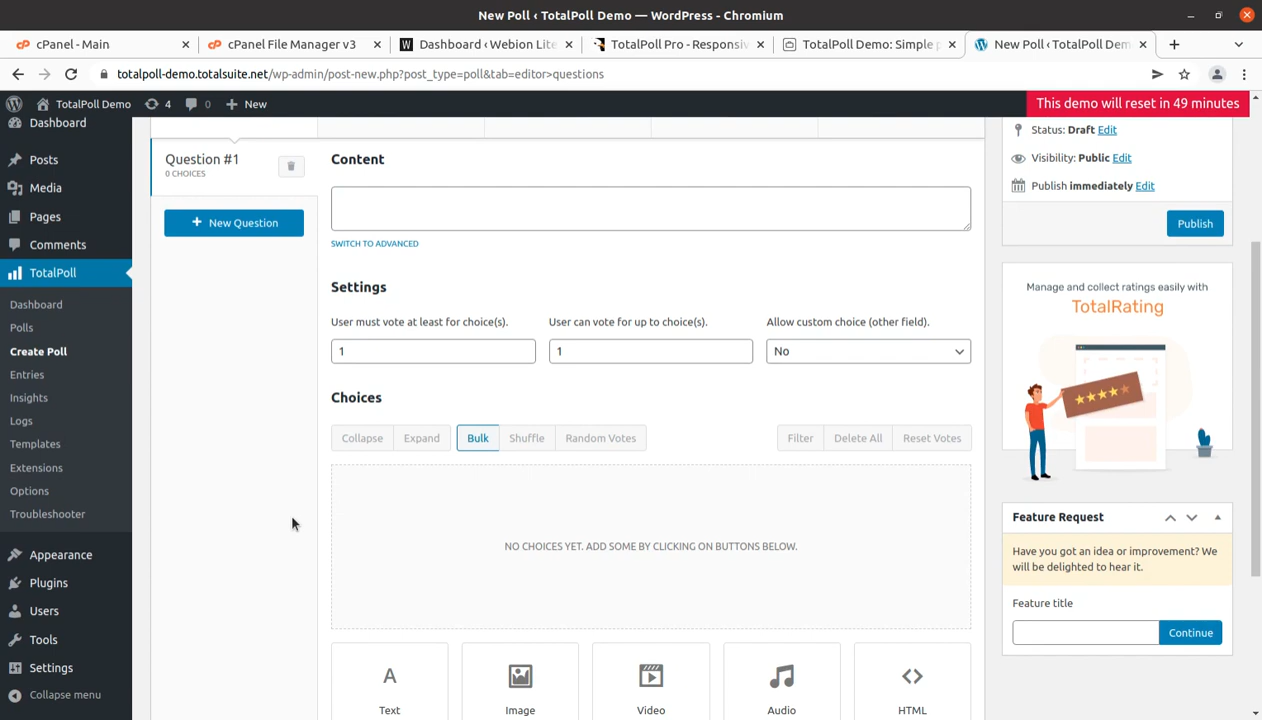 New Poll ‹ TotalPoll Demo — WordPress - Chromium
cPanel - Main
cPanel File Manager v3
Dashboard ‹ Webion Lite
TotalPoll Pro - Responsiv
TotalPoll Demo: Simple p
New Poll ‹ TotalPoll Dem
totalpoll-demo.totalsuite.net/wp-admin/post-new.php?post_type=poll&tab=editor>questions
TotalPoll Demo
4
0
New
This demo will reset in 49 minutes
Dashboard
Posts
Media
Pages
Comments
TotalPoll
Dashboard
Polls
Create Poll
Entries
Insights
Logs
Templates
Extensions
Options
Troubleshooter
Appearance
Plugins
Users
Tools
Settings
Collapse menu
Question #1
0 CHOICES
New Question
Content
SWITCH TO ADVANCED
Settings
User must vote at least for choice(s).
User can vote for up to choice(s).
Allow custom choice (other field).
1
1
No
Choices
Collapse
Expand
Bulk
Shuffle
Random Votes
Filter
Delete All
Reset Votes
NO CHOICES YET. ADD SOME BY CLICKING ON BUTTONS BELOW.
A
Text
Image
Video
Audio
HTML
Status: Draft Edit
Visibility: Public Edit
Publish immediately Edit
Publish
Manage and collect ratings easily with
TotalRating
Feature Request
Have you got an idea or improvement? We
will be delighted to hear it.
Feature title
Continue